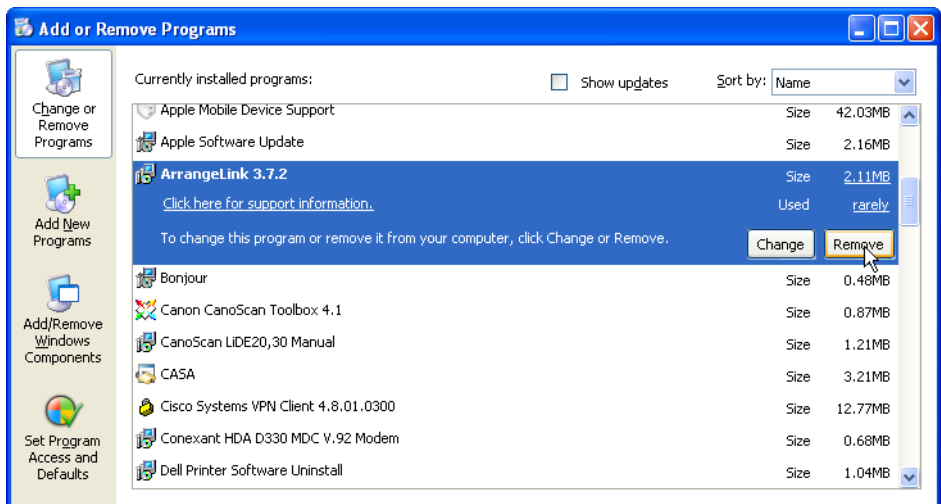 Add or Remove Programs
Change or
Remove
Programs
Add New
Programs
Add/Remove
Windows
Components
Set Program
Access and
Defaults
Currently installed programs:
Show updates
Sort by: Name
Apple Mobile Device Support Size 42.03MB
Apple Software Update Size 2.16MB
ArrangeLink 3.7.2 Size 2.11MB
Click here for support information. Used rarely
To change this program or remove it from your computer, click Change or Remove. Change Remove
Bonjour Size 0.48MB
Canon CanoScan Toolbox 4.1 Size 0.87MB
CanoScan LiDE20,30 Manual Size 1.21MB
CASA Size 3.21MB
Cisco Systems VPN Client 4.8.01.0300 Size 12.77MB
Conexant HDA D330 MDC V.92 Modem Size 0.68MB
Dell Printer Software Uninstall Size 1.04MB